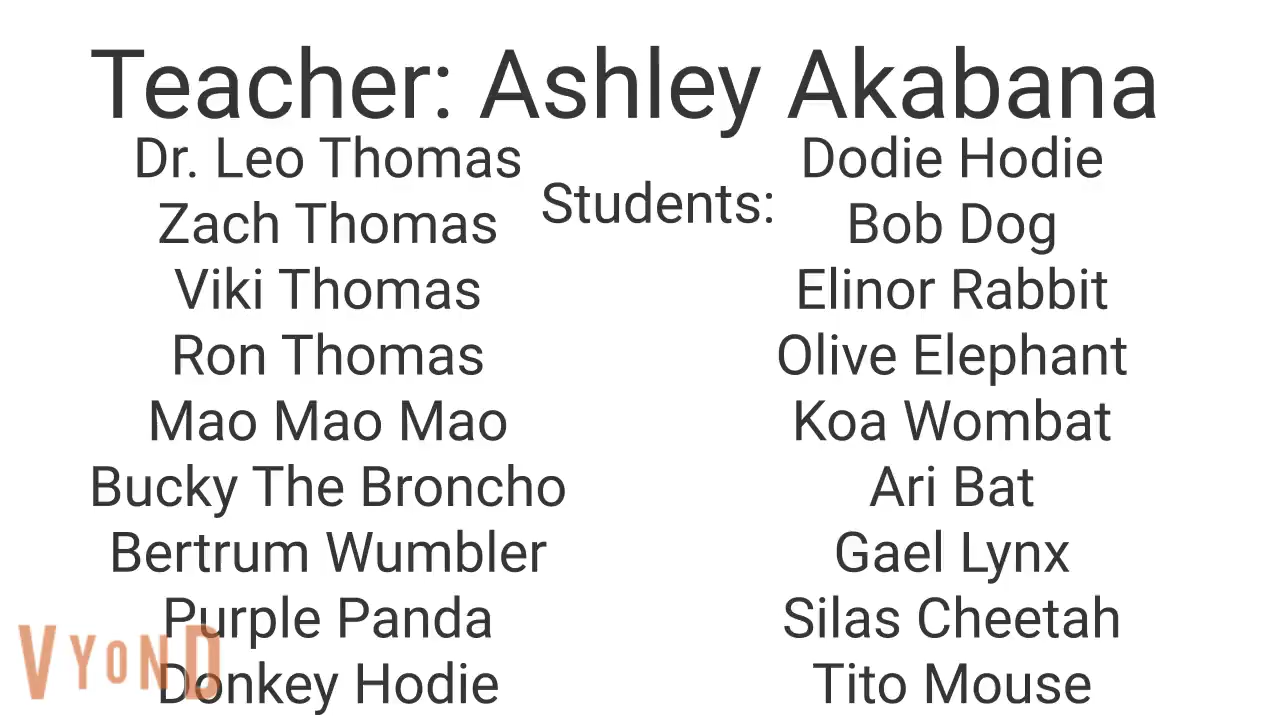 Teacher: Ashley Akabana
Students:
Dr. Leo Thomas
Zach Thomas
Viki Thomas
Ron Thomas
Mao Mao Mao
Bucky The Broncho
Bertrum Wumbler
Purple Panda
Donkey Hodie
Dodie Hodie
Bob Dog
Elinor Rabbit
Olive Elephant
Koa Wombat
Ari Bat
Gael Lynx
Silas Cheetah
Tito Mouse
VYOND